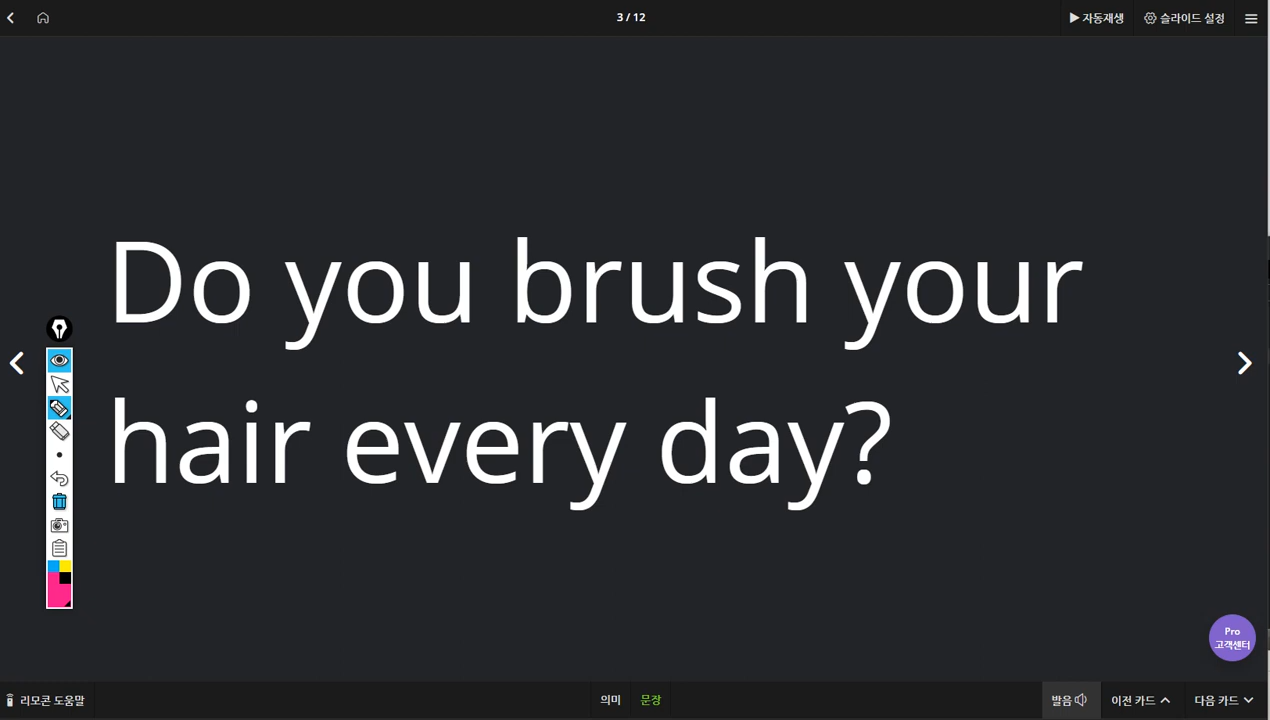 3 / 12
자동재생
슬라이드 설정
Do you brush your
hair every day?
Pro
고객센터
리모콘 도움말
의미
문장
발음
이전 카드
다음 카드